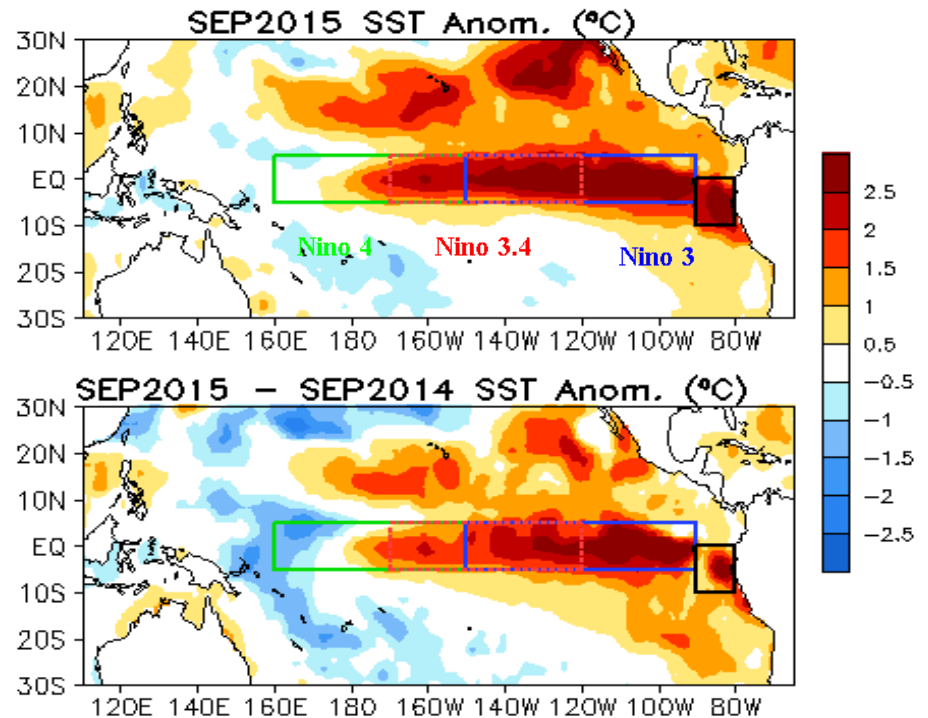 SEP2015 SST Anom. (ºC)
30N
20N
10N
EQ
10S
20S
30S
Nino 4 Nino 3.4 Nino 3
120E 140E 160E 180 160W 140W 120W 100W 80W
SEP2015 – SEP2014 SST Anom. (ºC)
30N
20N
10N
EQ
10S
20S
30S
120E 140E 160E 180 160W 140W 120W 100W 80W
2.5
2
1.5
1
0.5
−0.5
−1
−1.5
−2
−2.5